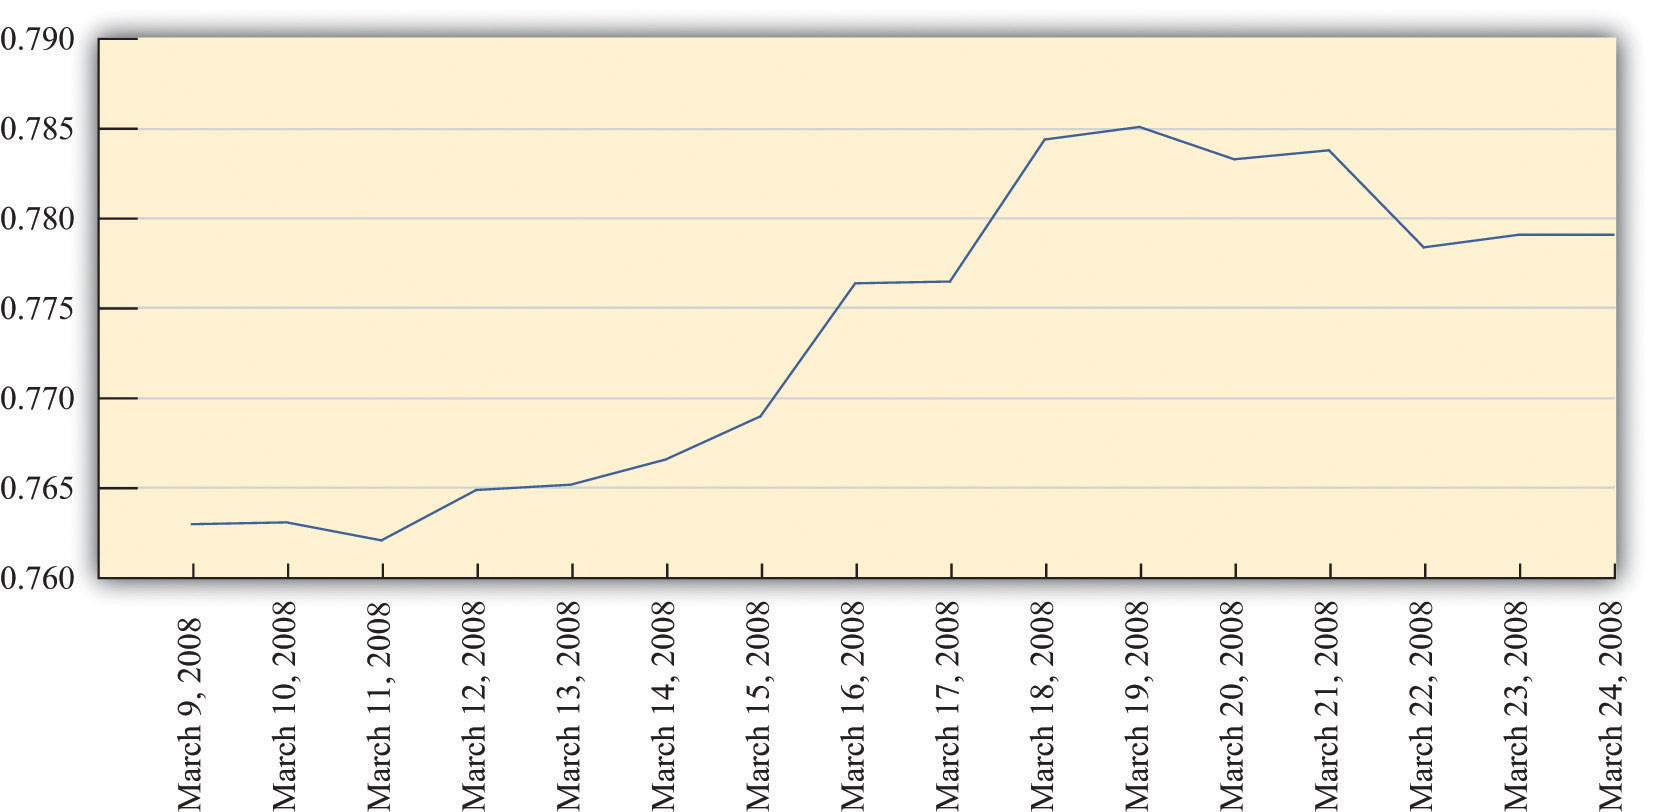 0.790
0.785
0.780
0.775
0.770
0.765
0.760
March 9, 2008
March 10, 2008
March 11, 2008
March 12, 2008
March 13, 2008
March 14, 2008
March 15, 2008
March 16, 2008
March 17, 2008
March 18, 2008
March 19, 2008
March 20, 2008
March 21, 2008
March 22, 2008
March 23, 2008
March 24, 2008